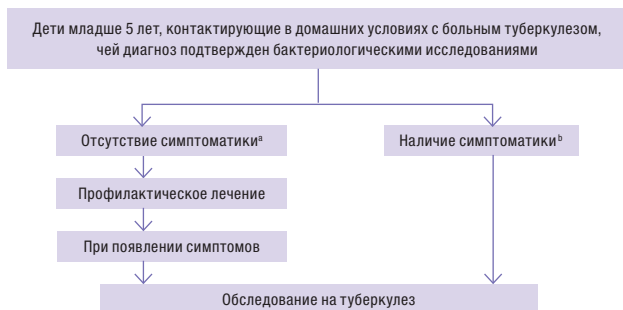 Дети младше 5 лет, контактирующие в домашних условиях с больным туберкулезом,
чей диагноз подтвержден бактериологическими исследованиями
Отсутствие симптоматикиᵃ
Наличие симптоматикиᵇ
Профилактическое лечение
При появлении симптомов
Обследование на туберкулез